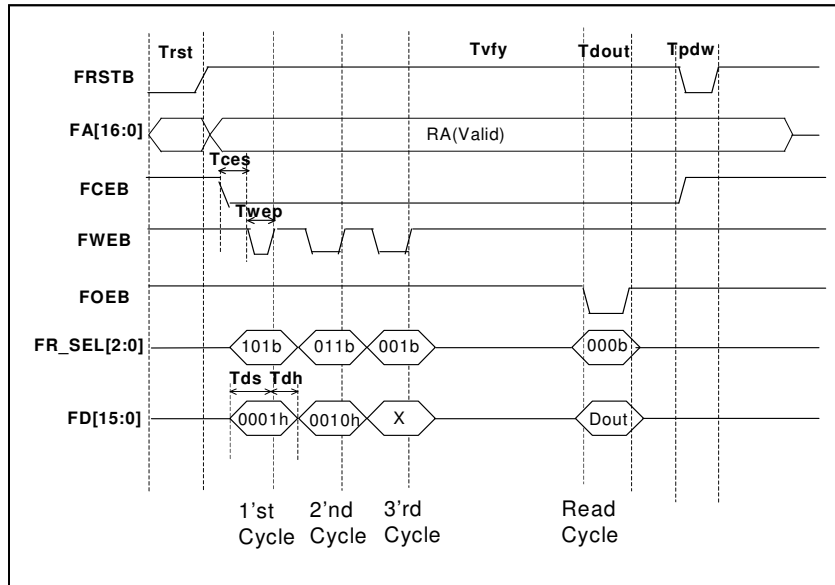 Trst Tvfy Tdout Tpdw
FRSTB
FA[16:0] RA(Valid)
Tces
FCEB
Twep
FWEB
FOEB
FR_SEL[2:0] 101b 011b 001b 000b
Tds Tdh
FD[15:0] 0001h 0010h X Dout
1'st 2'nd 3'rd Read
Cycle Cycle Cycle Cycle